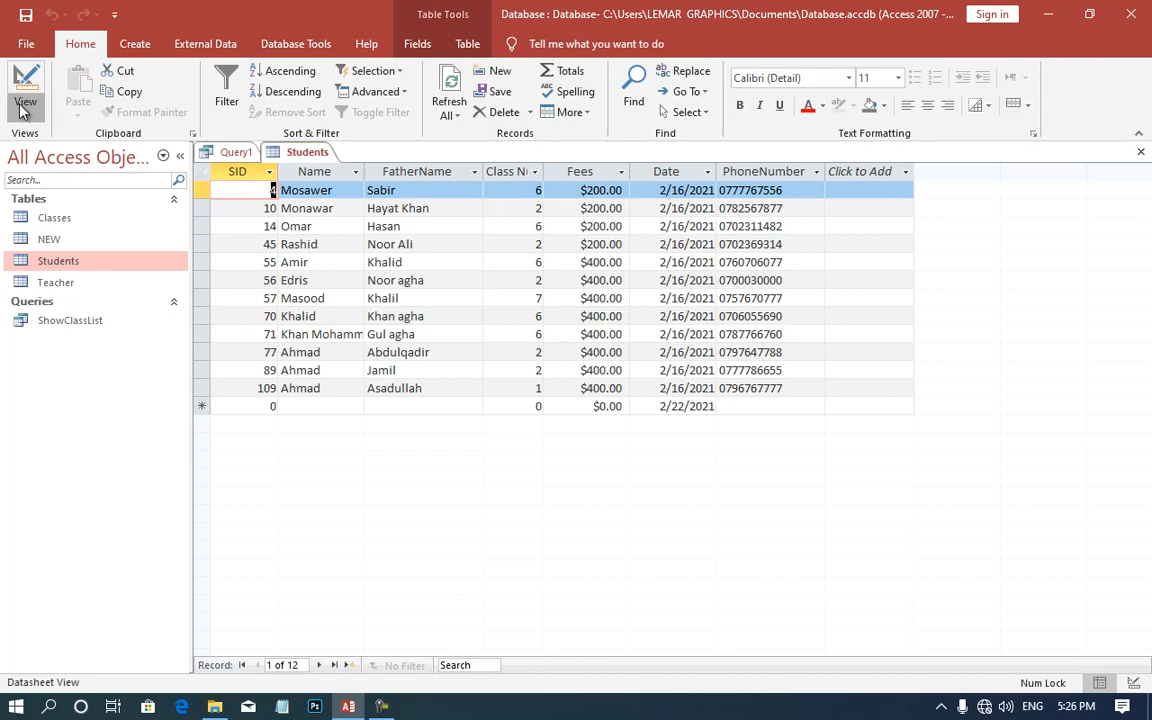 Table Tools
Database : Database- C:\Users\LEMAR GRAPHICS\Documents\Database.accdb (Access 2007 -...
Sign in
File Home Create External Data Database Tools Help Fields Table Tell me what you want to do
View
Paste
Cut
Copy
Format Painter
Filter
Ascending
Descending
Remove Sort
Selection
Advanced
Toggle Filter
Refresh All
New
Save
Delete
Totals
Spelling
More
Find
Replace
Go To
Select
Calibri (Detail) 11
B I U A
Views Clipboard Sort & Filter Records Find Text Formatting
All Access Obje...
Search...
Tables
Classes
NEW
Students
Teacher
Queries
ShowClassList
Query1 Students
SID Name FatherName Class Nu Fees Date PhoneNumber Click to Add
4 Mosawer Sabir 6 $200.00 2/16/2021 0777767556
10 Monawar Hayat Khan 2 $200.00 2/16/2021 0782567877
14 Omar Hasan 6 $200.00 2/16/2021 0702311482
45 Rashid Noor Ali 2 $200.00 2/16/2021 0702369314
55 Amir Khalid 6 $400.00 2/16/2021 0760706077
56 Edris Noor agha 2 $400.00 2/16/2021 0700030000
57 Masood Khalil 7 $400.00 2/16/2021 0757670777
70 Khalid Khan agha 6 $400.00 2/16/2021 0706055690
71 Khan Mohamm Gul agha 6 $400.00 2/16/2021 0787766760
77 Ahmad Abdulqadir 2 $400.00 2/16/2021 0797647788
89 Ahmad Jamil 2 $400.00 2/16/2021 0777786655
109 Ahmad Asadullah 1 $400.00 2/16/2021 0796767777
* 0 0 $0.00 2/22/2021
Record: 1 of 12 No Filter Search
Datasheet View
Num Lock
Ps A
ENG 5:26 PM